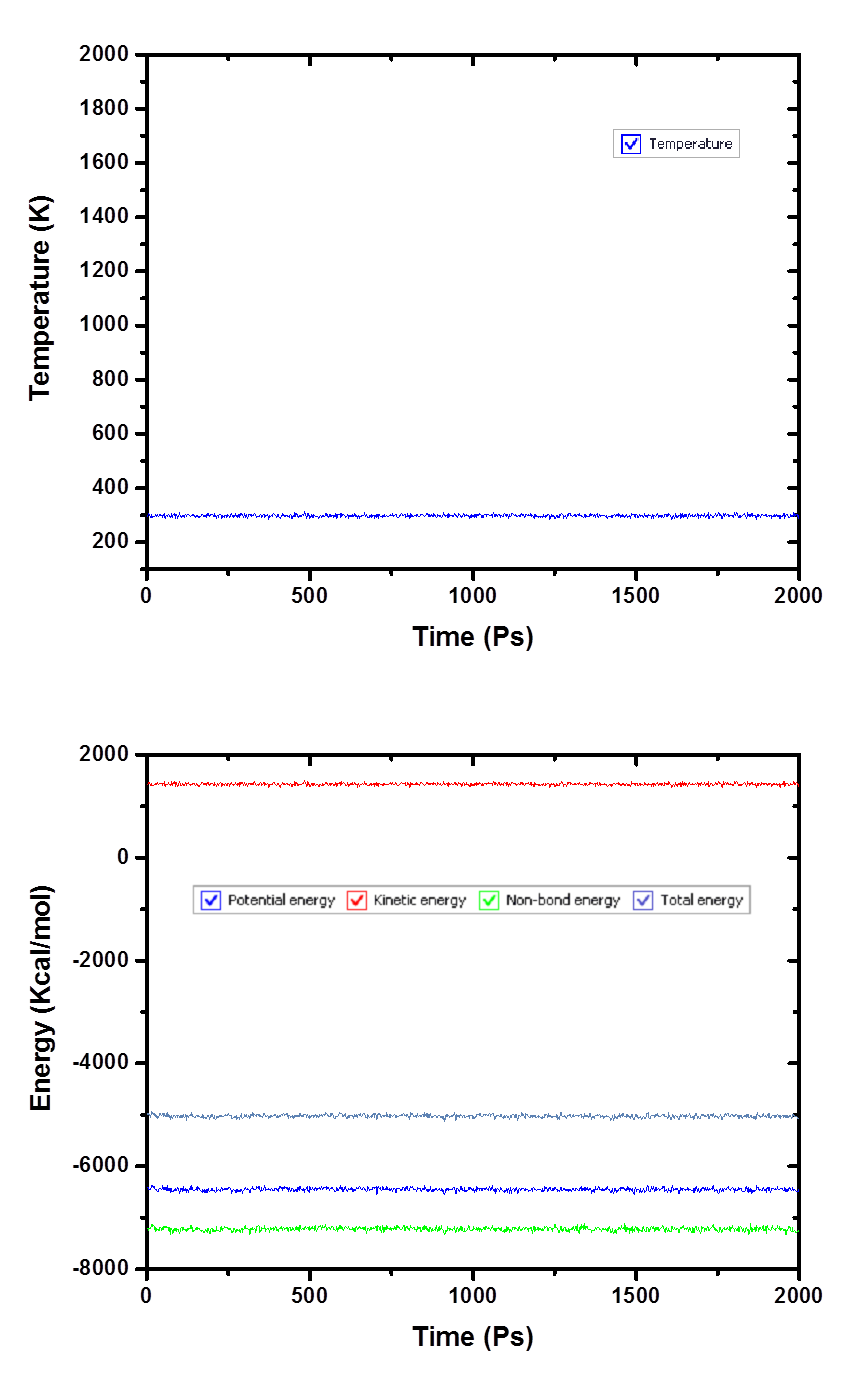 2000
1800
1600
1400
1200
1000
800
600
400
200
Temperature (K)
Temperature
0 500 1000 1500 2000
Time (Ps)
2000
0
-2000
-4000
-6000
-8000
Energy (Kcal/mol)
Potential energy Kinetic energy Non-bond energy Total energy
0 500 1000 1500 2000
Time (Ps)